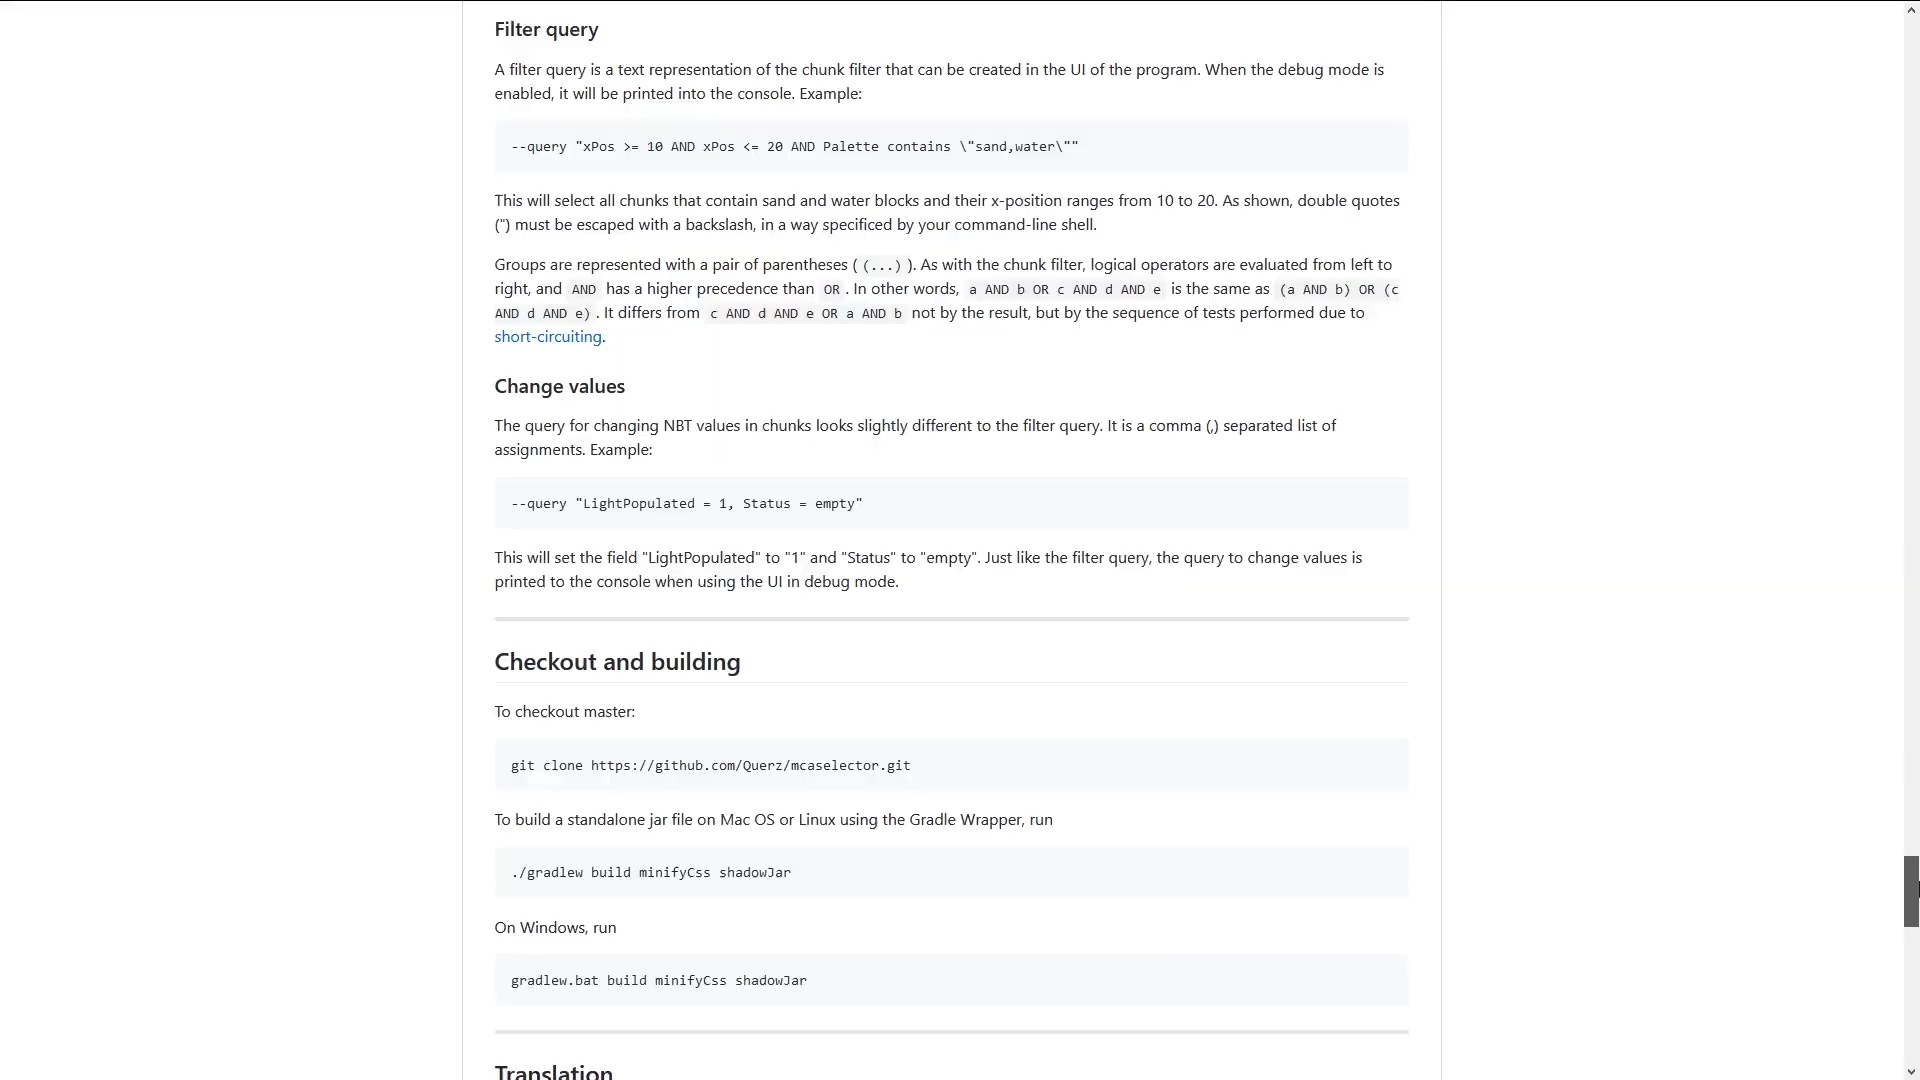 Filter query
A filter query is a text representation of the chunk filter that can be created in the UI of the program. When the debug mode is
enabled, it will be printed into the console. Example:
--query "xPos >= 10 AND xPos <= 20 AND Palette contains \"sand,water\""
This will select all chunks that contain sand and water blocks and their x-position ranges from 10 to 20. As shown, double quotes
(") must be escaped with a backslash, in a way specificed by your command-line shell.
Groups are represented with a pair of parentheses ( (...) ). As with the chunk filter, logical operators are evaluated from left to
right, and AND has a higher precedence than OR . In other words, a AND b OR c AND d AND e is the same as (a AND b) OR (c
AND d AND e) . It differs from c AND d AND e OR a AND b not by the result, but by the sequence of tests performed due to
short-circuiting.
Change values
The query for changing NBT values in chunks looks slightly different to the filter query. It is a comma (,) separated list of
assignments. Example:
--query "LightPopulated = 1, Status = empty"
This will set the field "LightPopulated" to "1" and "Status" to "empty". Just like the filter query, the query to change values is
printed to the console when using the UI in debug mode.
Checkout and building
To checkout master:
git clone https://github.com/Querz/mcaselector.git
To build a standalone jar file on Mac OS or Linux using the Gradle Wrapper, run
./gradlew build minifyCss shadowJar
On Windows, run
gradlew.bat build minifyCss shadowJar
Translation